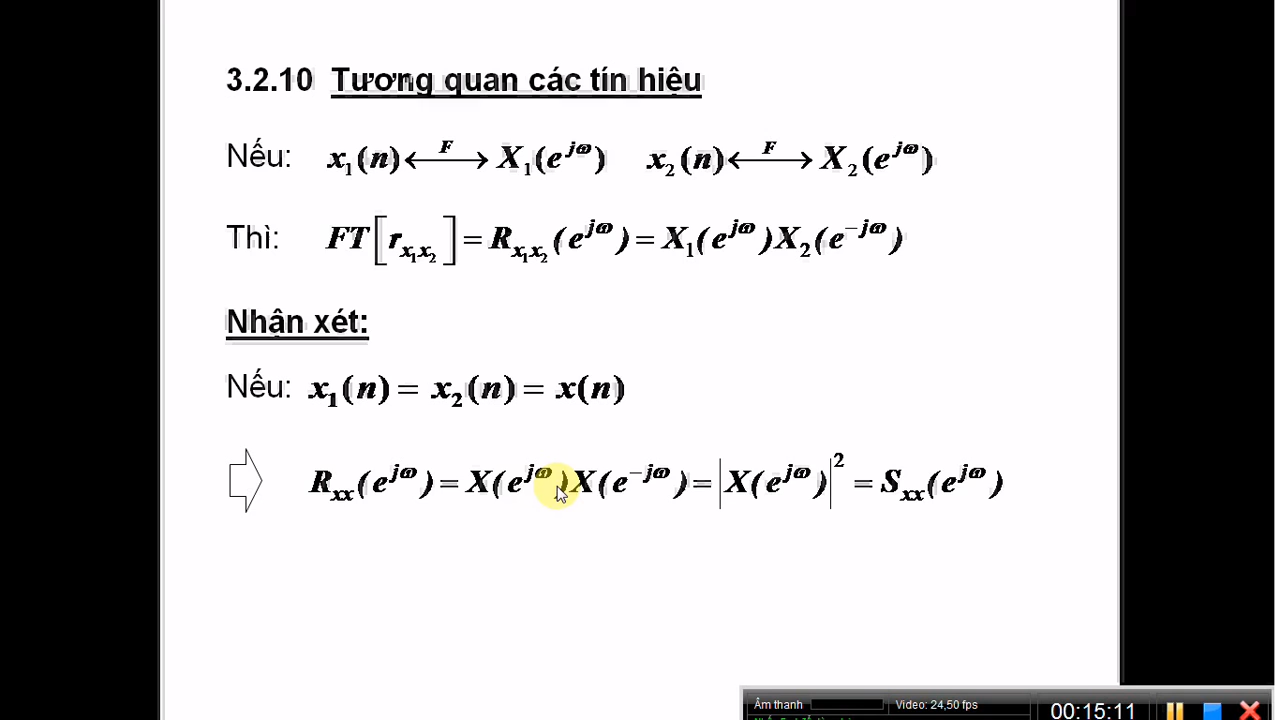 3.2.10 Tương quan các tín hiệu
Nếu: x₁(n) ←F→ X₁(e^{jω}) x₂(n) ←F→ X₂(e^{jω})
Thì: FT[r_{x₁x₂}] = R_{x₁x₂}(e^{jω}) = X₁(e^{jω})X₂(e^{−jω})
Nhận xét:
Nếu: x₁(n) = x₂(n) = x(n)
⇨ R_{xx}(e^{jω}) = X(e^{jω})X(e^{−jω}) = |X(e^{jω})|² = S_{xx}(e^{jω})
Âm thanh Video: 24,50 fps 00:15:11